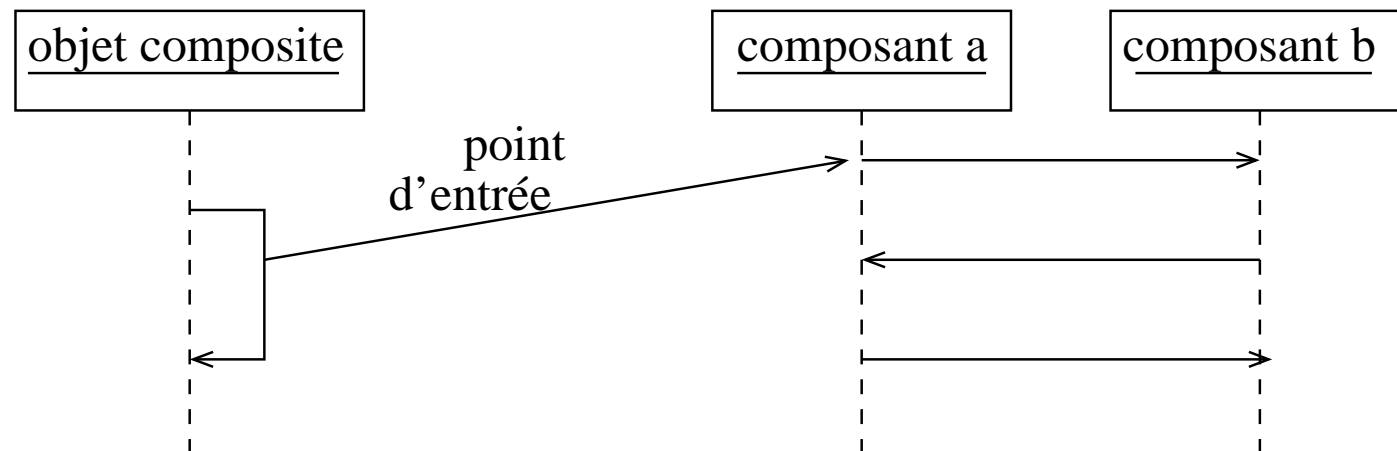 objet composite
composant a
composant b
point
d’entrée